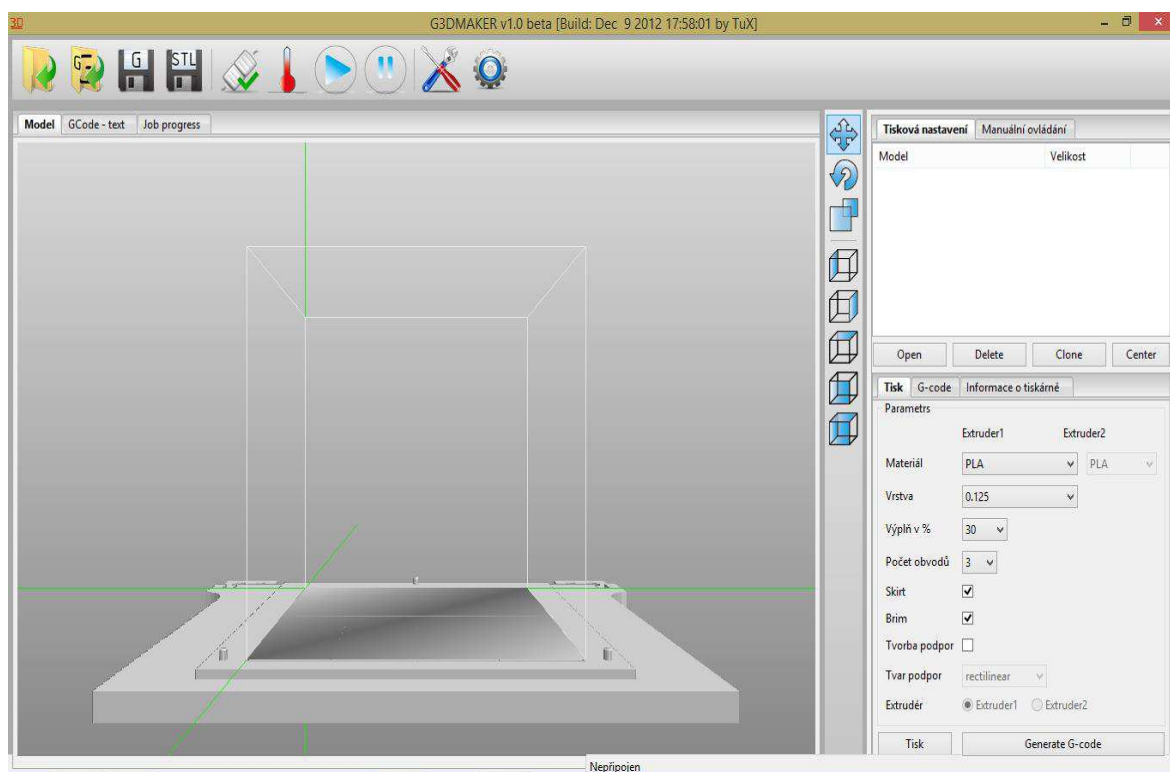 3D
G3DMAKER v1.0 beta [Build: Dec 9 2012 17:58:01 by TuX]
G G STL
Model GCode - text Job progress
Tisková nastavení Manuální ovládání
Model Velikost
Open Delete Clone Center
Tisk G-code Informace o tiskárné
Parametrs
Extruder1 Extruder2
Materiál PLA PLA
Vrstva 0.125
Výplň v % 30
Počet obvodů 3
Skirt
Brim
Tvorba podpor
Tvar podpor rectilinear
Extrudér Extruder1 Extruder2
Tisk Generate G-code
Nepřipojen